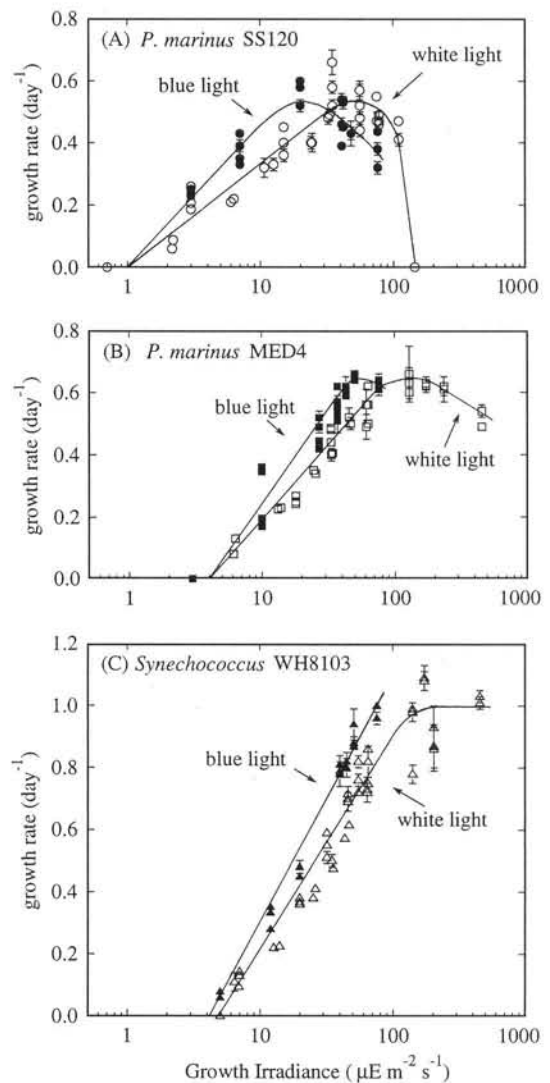 (A) P. marinus SS120
white light
blue light
growth rate (day⁻¹)
0.8
0.6
0.4
0.2
0.0
1 10 100 1000
(B) P. marinus MED4
blue light
white light
growth rate (day⁻¹)
0.8
0.6
0.4
0.2
0.0
1 10 100 1000
(C) Synechococcus WH8103
blue light
white light
growth rate (day⁻¹)
1.2
1.0
0.8
0.6
0.4
0.2
0.0
1 10 100 1000
Growth Irradiance ( µE m⁻² s⁻¹)